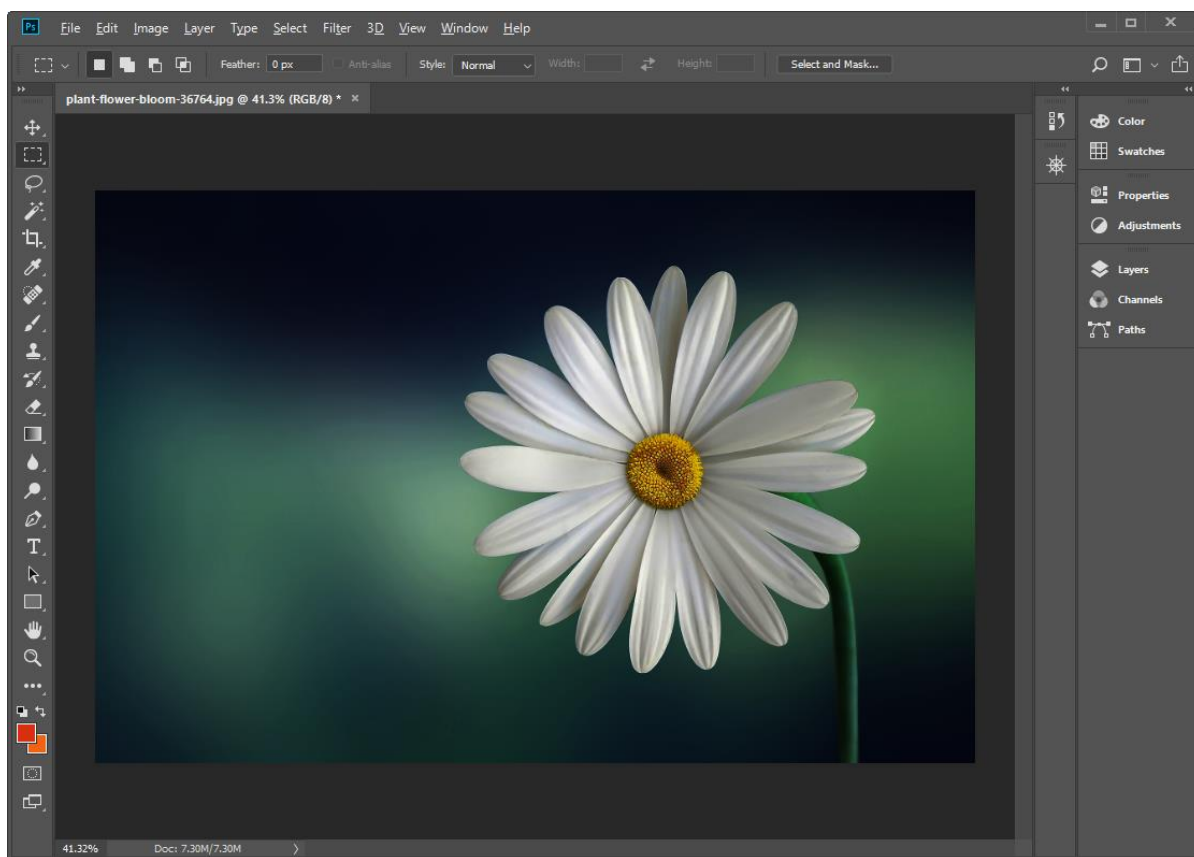 Ps File Edit Image Layer Type Select Filter 3D View Window Help
Feather: 0 px Anti-alias Style: Normal Width: Height: Select and Mask...
plant-flower-bloom-36764.jpg @ 41.3% (RGB/8) * ×
Color
Swatches
Properties
Adjustments
Layers
Channels
Paths
T
41.32% Doc: 7.30M/7.30M